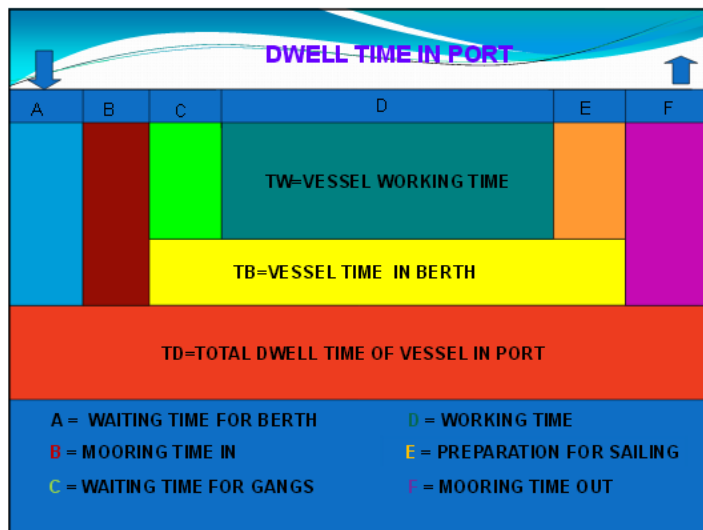 DWELL TIME IN PORT
A B C D E F
TW=VESSEL WORKING TIME
TB=VESSEL TIME IN BERTH
TD=TOTAL DWELL TIME OF VESSEL IN PORT
A = WAITING TIME FOR BERTH
D = WORKING TIME
B = MOORING TIME IN
E = PREPARATION FOR SAILING
C = WAITING TIME FOR GANGS
F = MOORING TIME OUT